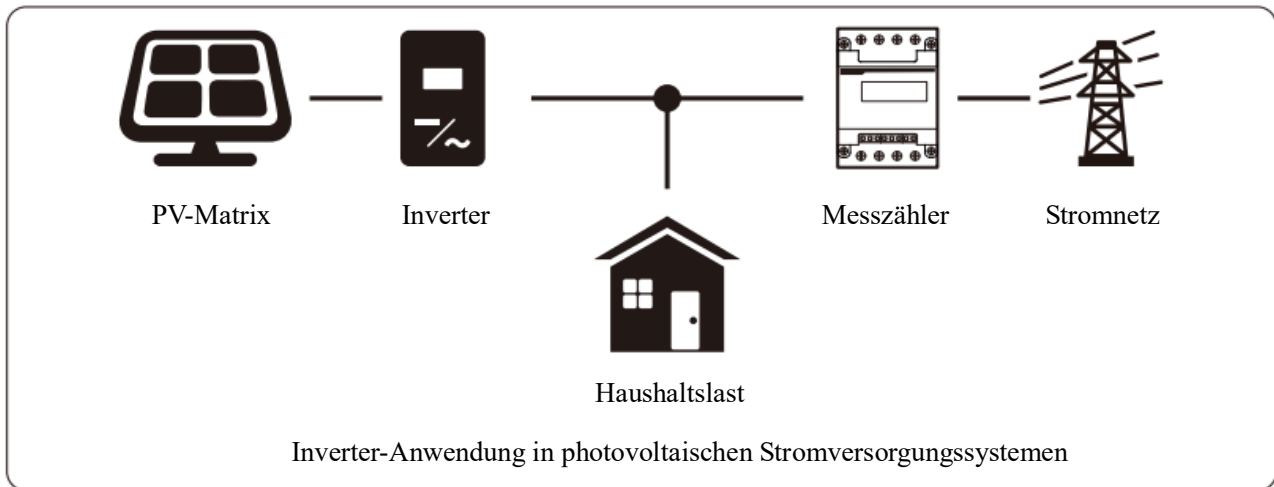 PV-Matrix
Inverter
Messzähler
Stromnetz
Haushaltslast
Inverter-Anwendung in photovoltaischen Stromversorgungssystemen